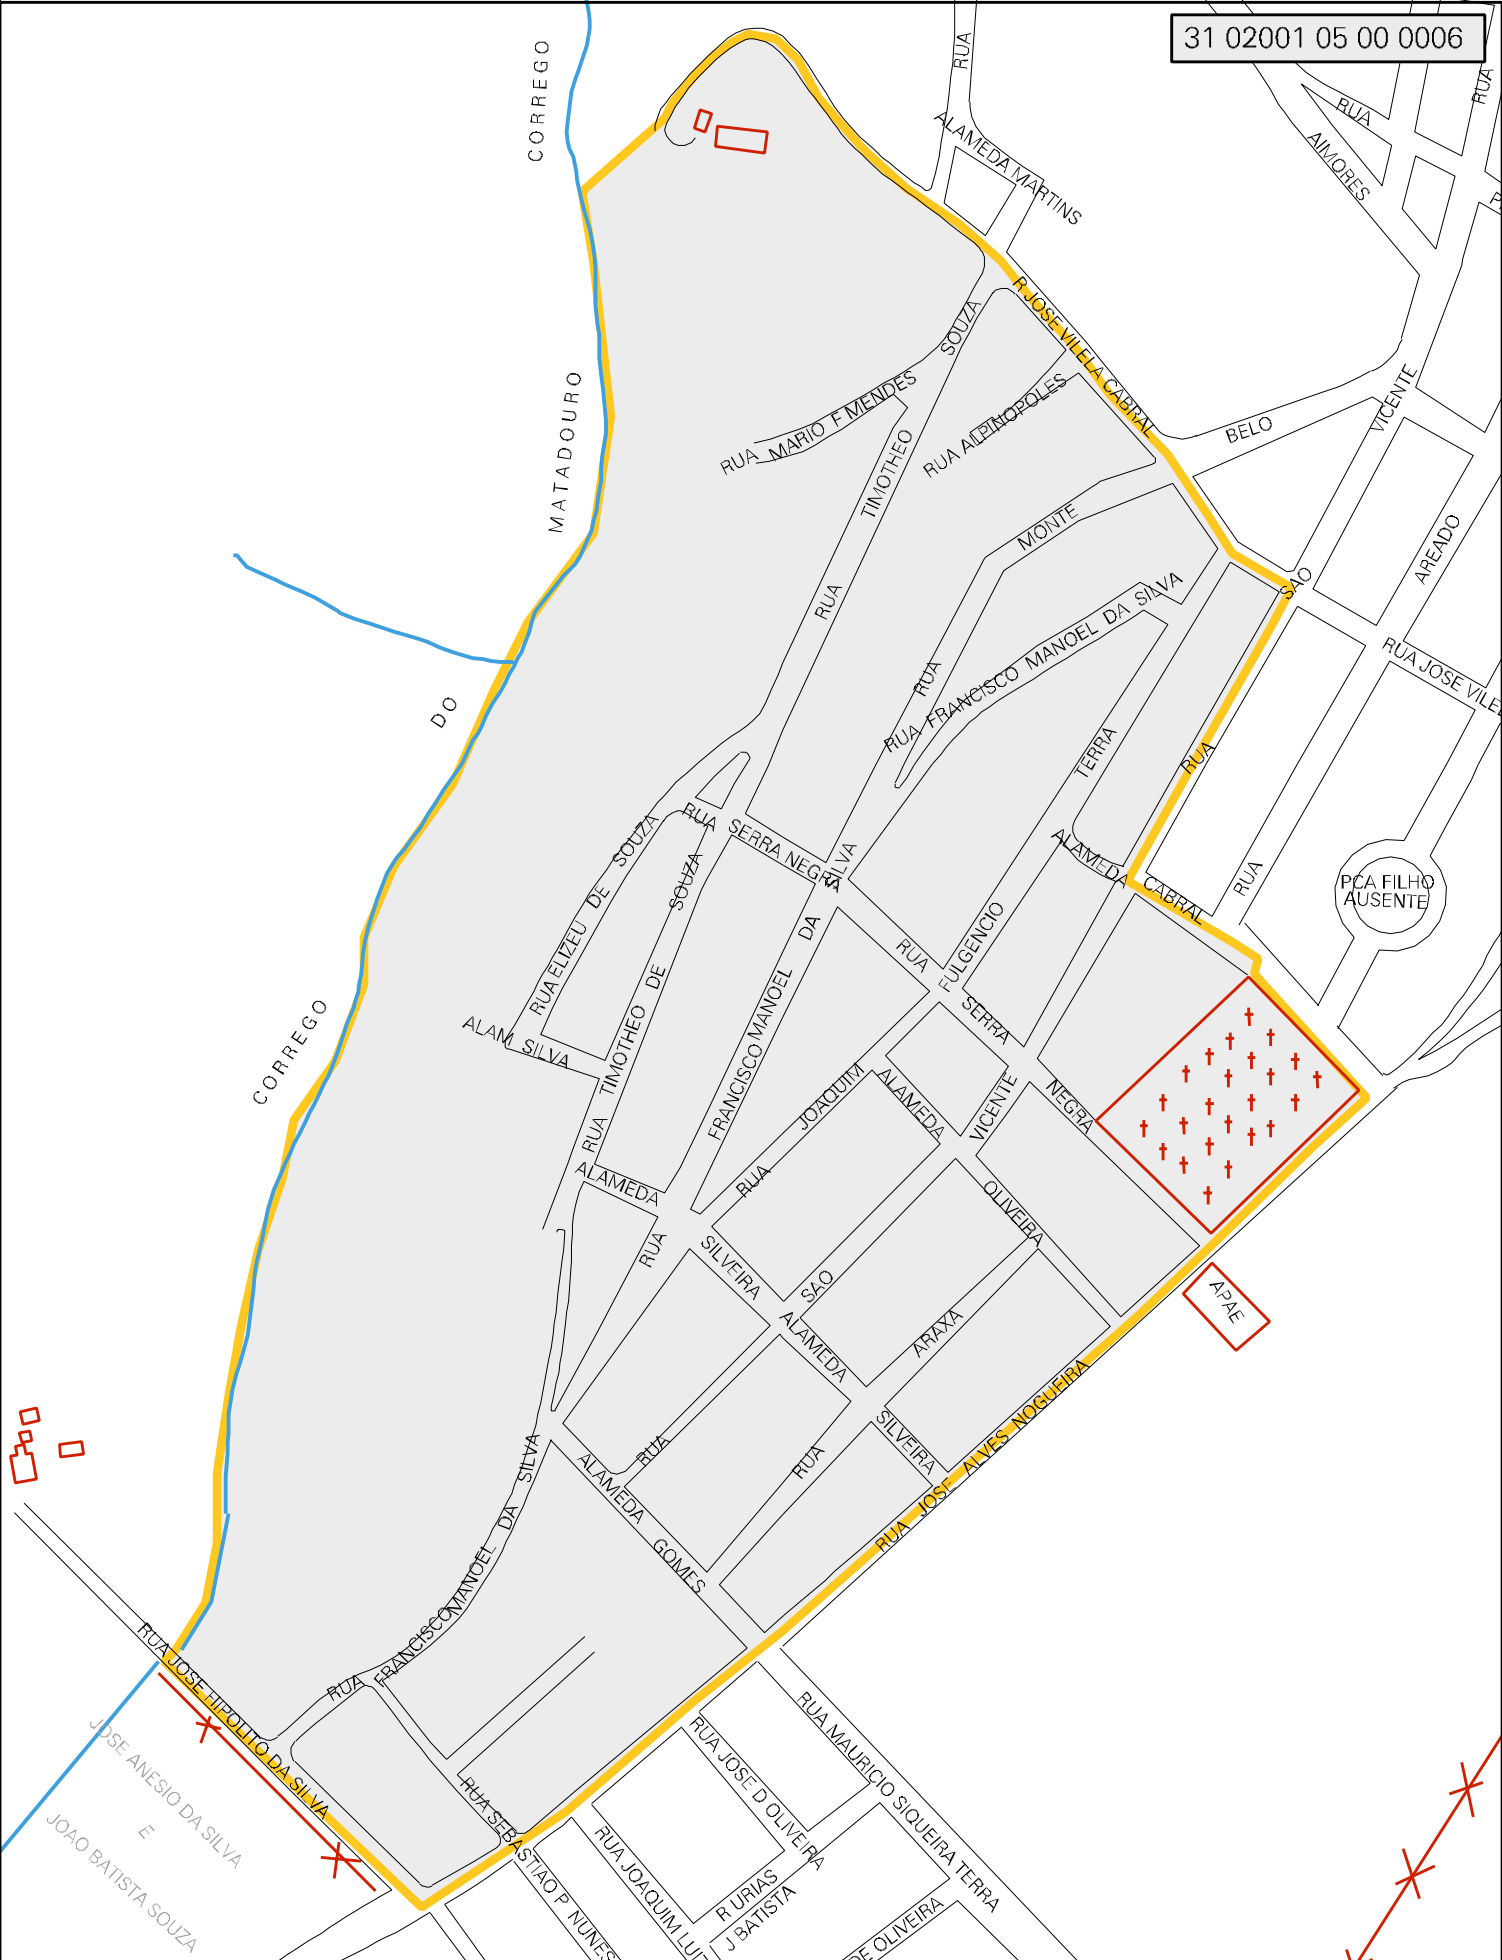 31 02001 05 00 0006
CORREGO
RUA
RUA
RUA
ALAMEDA MARTINS
AIMORES
R JOSE VILELA CABRAL
SOUZA
MATADOURO
RUA MARIO F MENDES
RUA ALPINOPOLES
BELO
VICENTE
TIMOTHEO
MONTE
AREADO
SAO
RUA
RUA FRANCISCO MANOEL DA SILVA
RUA
RUA JOSE VILE
DO
TERRA
RUA
RUA SERRA NEGRA
SILVA
ALAMEDA CABRAL
RUA
PCA FILHO
AUSENTE
RUA ELIZEU DE SOUZA
SOUZA
DE
TIMOTHEO
RUA
DA
MANOEL
FRANCISCO
RUA
RUA
SERRA
NEGRA
FULGENCIO
CORREGO
ALAM SILVA
JOAQUIM
RUA
ALAMEDA
OLIVEIRA
VICENTE
SAO
RUA
ALAMEDA
SILVEIRA
ALAMEDA
SILVEIRA
ARAXA
RUA
APAE
RUA JOSE ALVES NOGUEIRA
ALAMEDA
GOMES
RUA FRANCISCO MANOEL DA SILVA
RUA JOSE HIPOLITO DA SILVA
JOSE ANESIO DA SILVA
E
JOAO BATISTA SOUZA
RUA SEBASTIAO P NUNES
RUA JOSE D OLIVEIRA
RUA MAURICIO SIQUEIRA TERRA
RUA JOAQUIM LUI
R URIAS
J BATISTA
DE OLIVEIRA